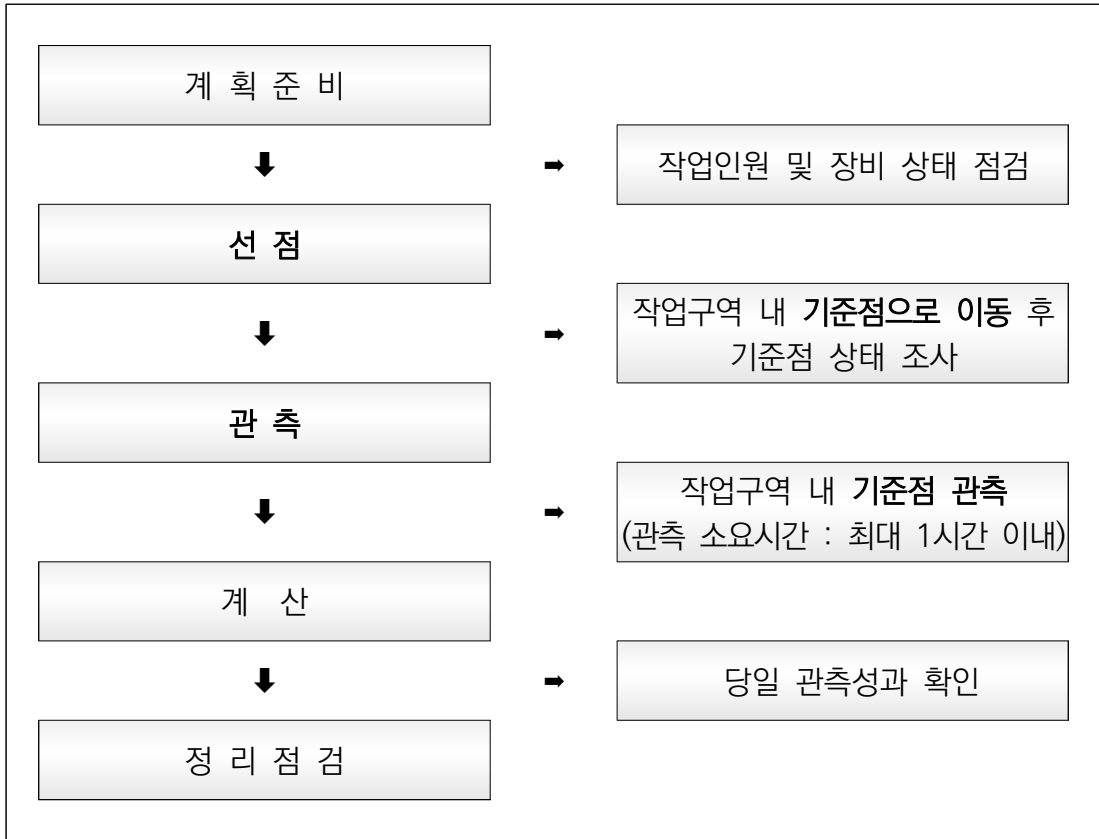 계 획 준 비
⬇ ➡ 작업인원 및 장비 상태 점검
선 점
⬇ ➡ 작업구역 내 기준점으로 이동 후
기준점 상태 조사
관 측
⬇ ➡ 작업구역 내 기준점 관측
(관측 소요시간 : 최대 1시간 이내)
계 산
⬇ ➡ 당일 관측성과 확인
정 리 점 검